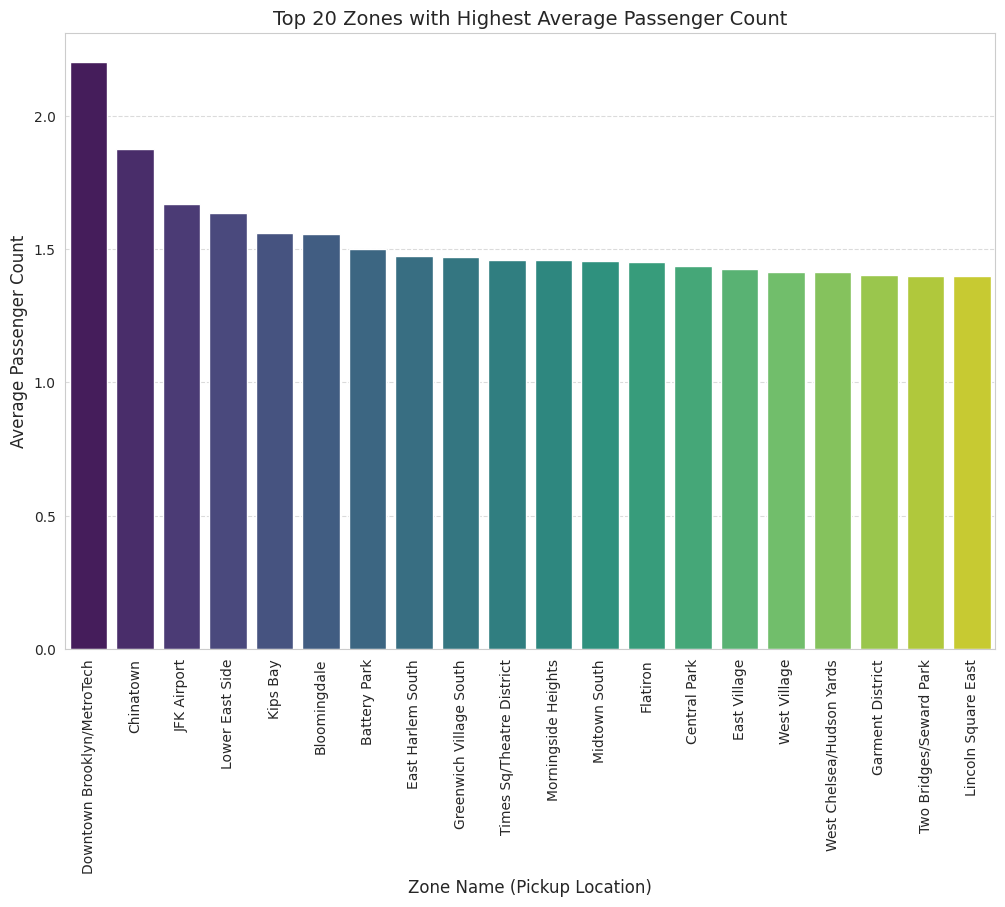 Top 20 Zones with Highest Average Passenger Count
Average Passenger Count
2.0
1.5
1.0
0.5
0.0
Downtown Brooklyn/MetroTech
Chinatown
JFK Airport
Lower East Side
Kips Bay
Bloomingdale
Battery Park
East Harlem South
Greenwich Village South
Times Sq/Theatre District
Morningside Heights
Midtown South
Flatiron
Central Park
East Village
West Village
West Chelsea/Hudson Yards
Garment District
Two Bridges/Seward Park
Lincoln Square East
Zone Name (Pickup Location)